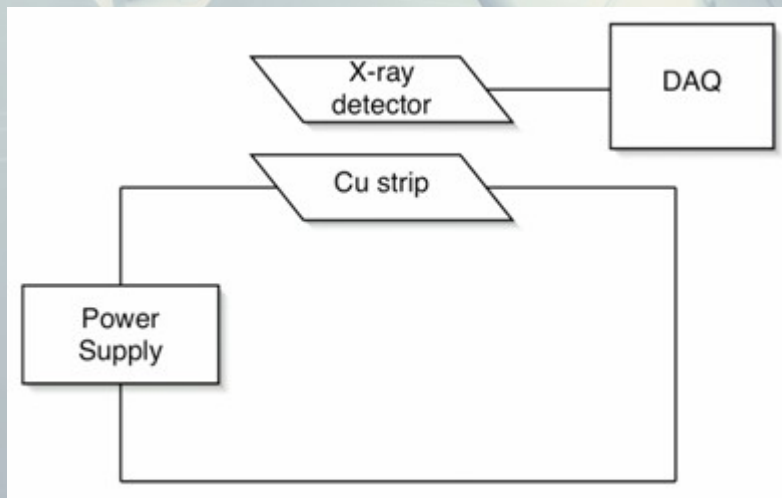 X-ray
detector
DAQ
Cu strip
Power
Supply